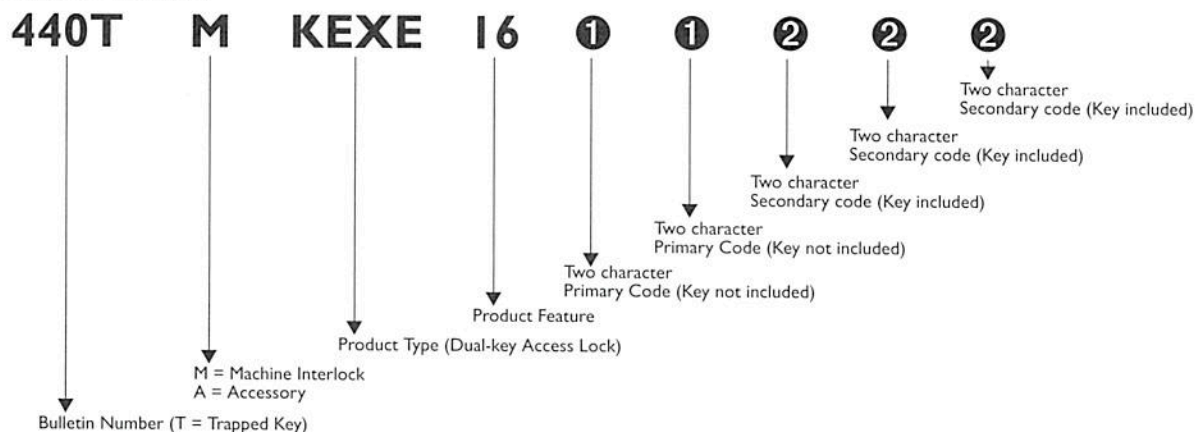 440T M KEXE 16 ❶ ❶ ❷ ❷ ❷
Two character
Secondary code (Key included)
Two character
Secondary code (Key included)
Two character
Secondary code (Key included)
Two character
Primary Code (Key not included)
Two character
Primary Code (Key not included)
Product Feature
Product Type (Dual-key Access Lock)
M = Machine Interlock
A = Accessory
Bulletin Number (T = Trapped Key)